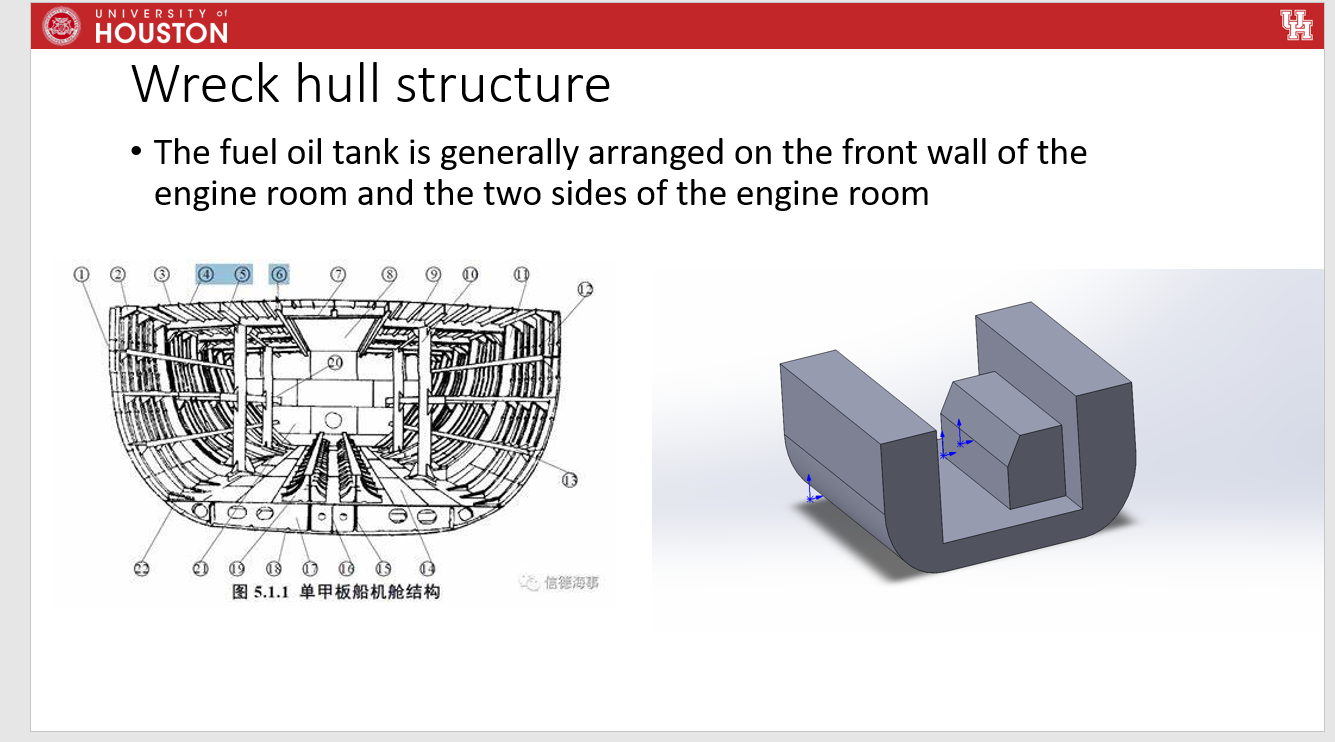 UNIVERSITY of
HOUSTON
UH
Wreck hull structure
• The fuel oil tank is generally arranged on the front wall of the
engine room and the two sides of the engine room
① ② ③ ④ ⑤ ⑥ ⑦ ⑧ ⑨ ⑩ ⑪
⑫
⑳
⑬
㉒ ㉑ ⑲ ⑱ ⑰ ⑯ ⑮ ⑭
图 5.1.1 单甲板船机舱结构
信德海事